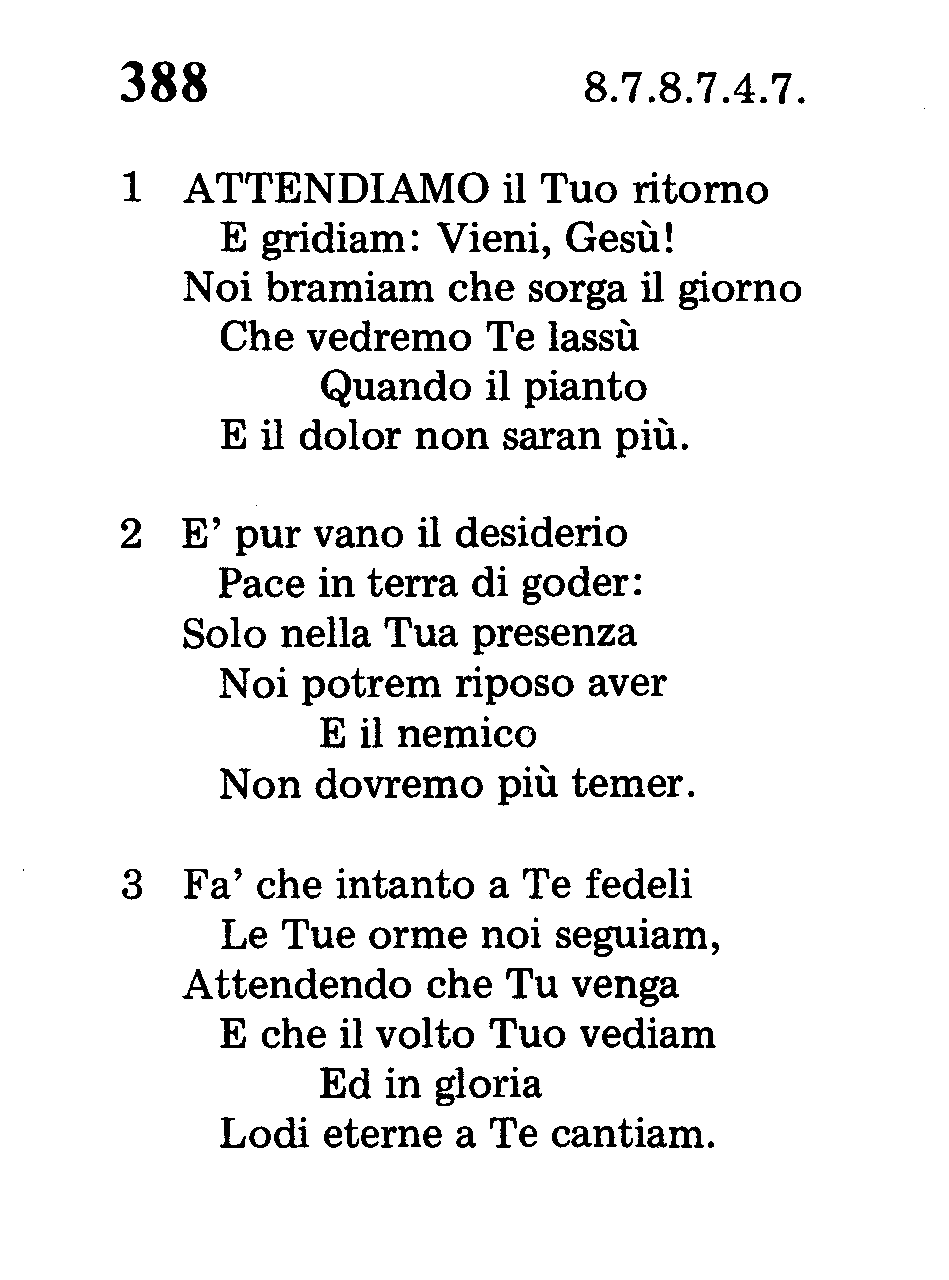 388 8.7.8.7.4.7.
1 ATTENDIAMO il Tuo ritorno
E gridiam: Vieni, Gesù!
Noi bramiam che sorga il giorno
Che vedremo Te lassù
Quando il pianto
E il dolor non saran più.
2 E’ pur vano il desiderio
Pace in terra di goder:
Solo nella Tua presenza
Noi potrem riposo aver
E il nemico
Non dovremo più temer.
3 Fa’ che intanto a Te fedeli
Le Tue orme noi seguiam,
Attendendo che Tu venga
E che il volto Tuo vediam
Ed in gloria
Lodi eterne a Te cantiam.